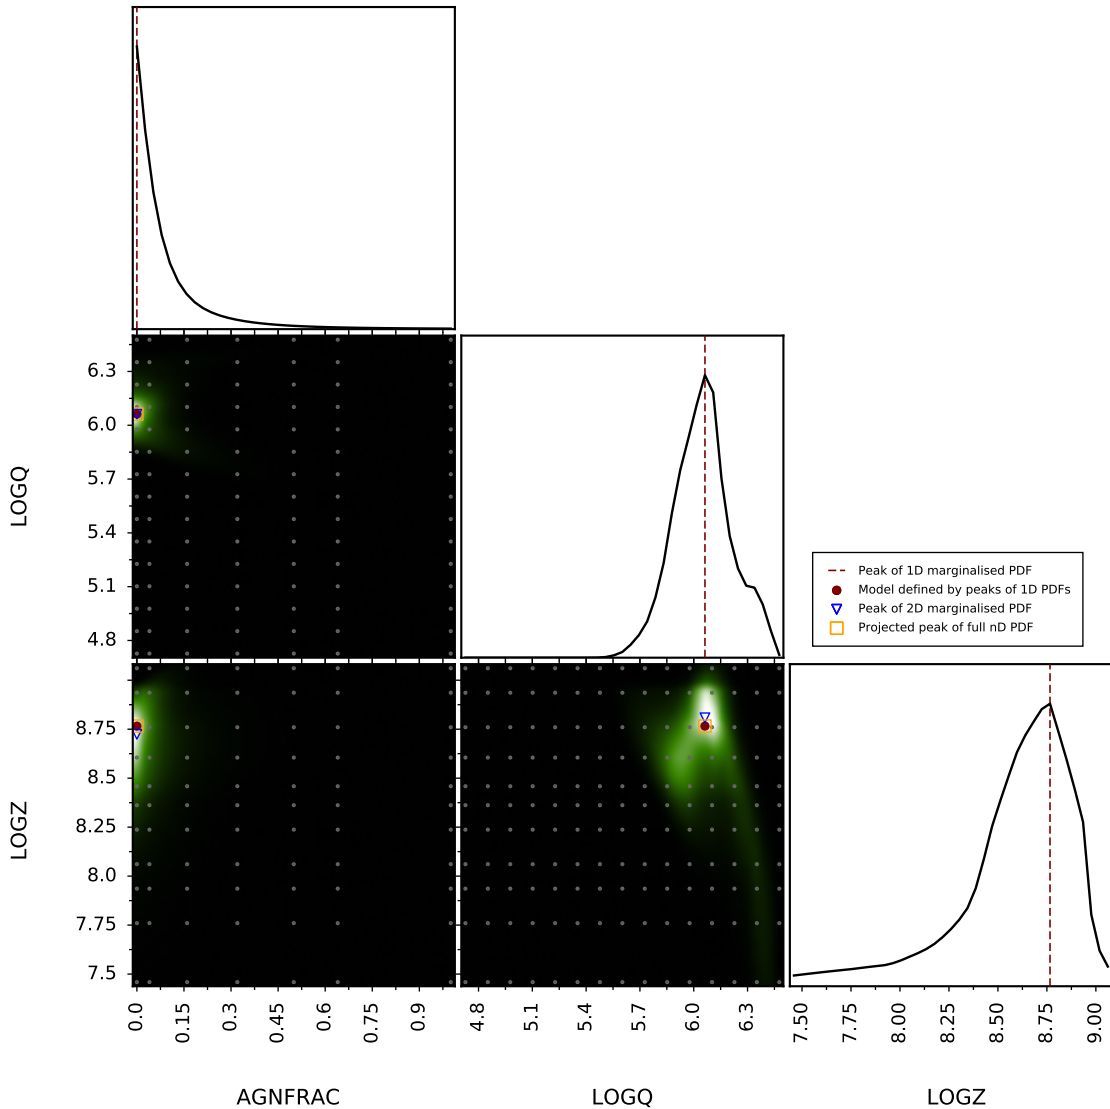 LOGQ
6.3
6.0
5.7
5.4
5.1
4.8
Peak of 1D marginalised PDF
Model defined by peaks of 1D PDFs
Peak of 2D marginalised PDF
Projected peak of full nD PDF
LOGZ
8.75
8.5
8.25
8.0
7.75
7.5
0.0 0.15 0.3 0.45 0.6 0.75 0.9
4.8 5.1 5.4 5.7 6.0 6.3
7.50 7.75 8.00 8.25 8.50 8.75 9.00
AGNFRAC
LOGQ
LOGZ